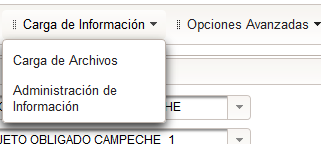 Carga de Información
Opciones Avanzadas
Carga de Archivos
Administración de
Información
CHE
JETO OBLIGADO CAMPECHE 1